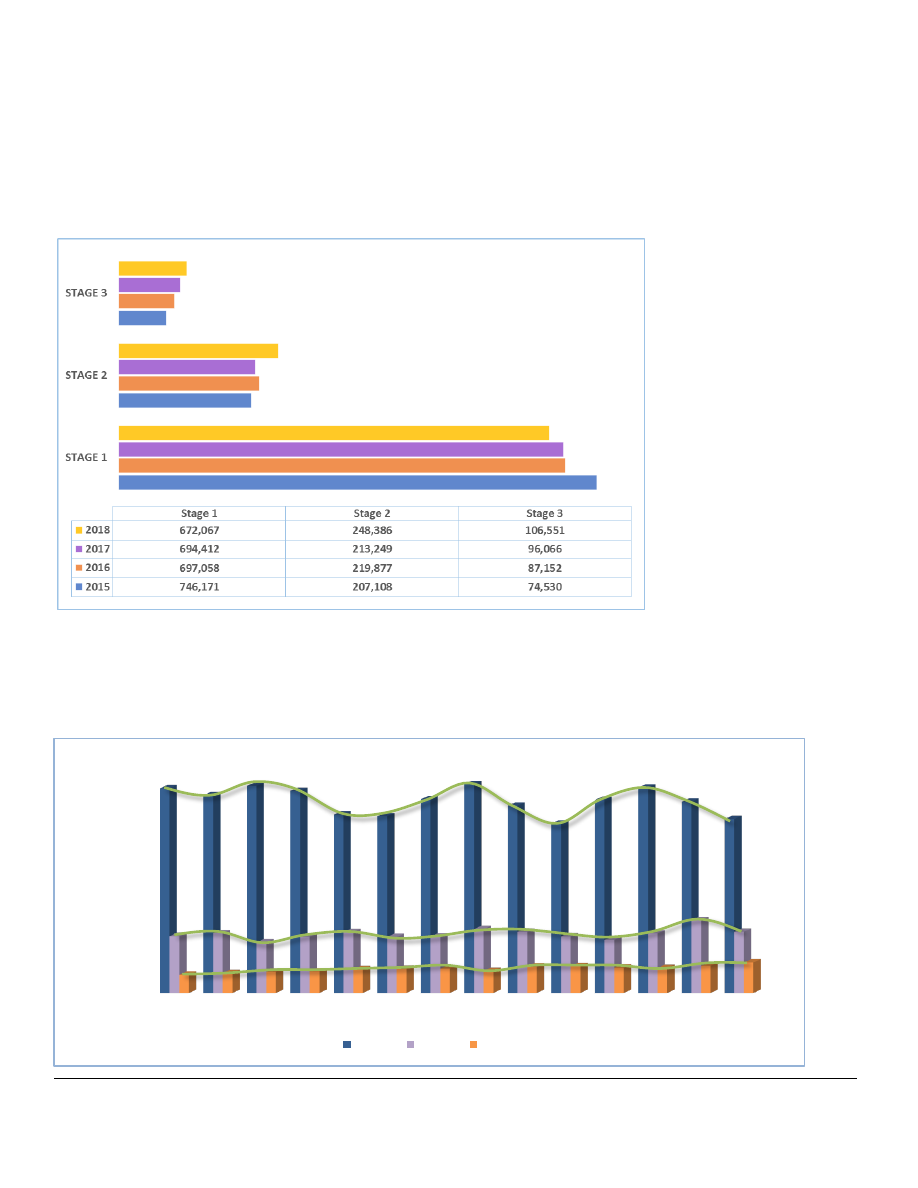 STAGE 3
STAGE 2
STAGE 1
Stage 1 Stage 2 Stage 3
2018 672,067 248,386 106,551
2017 694,412 213,249 96,066
2016 697,058 219,877 87,152
2015 746,171 207,108 74,530